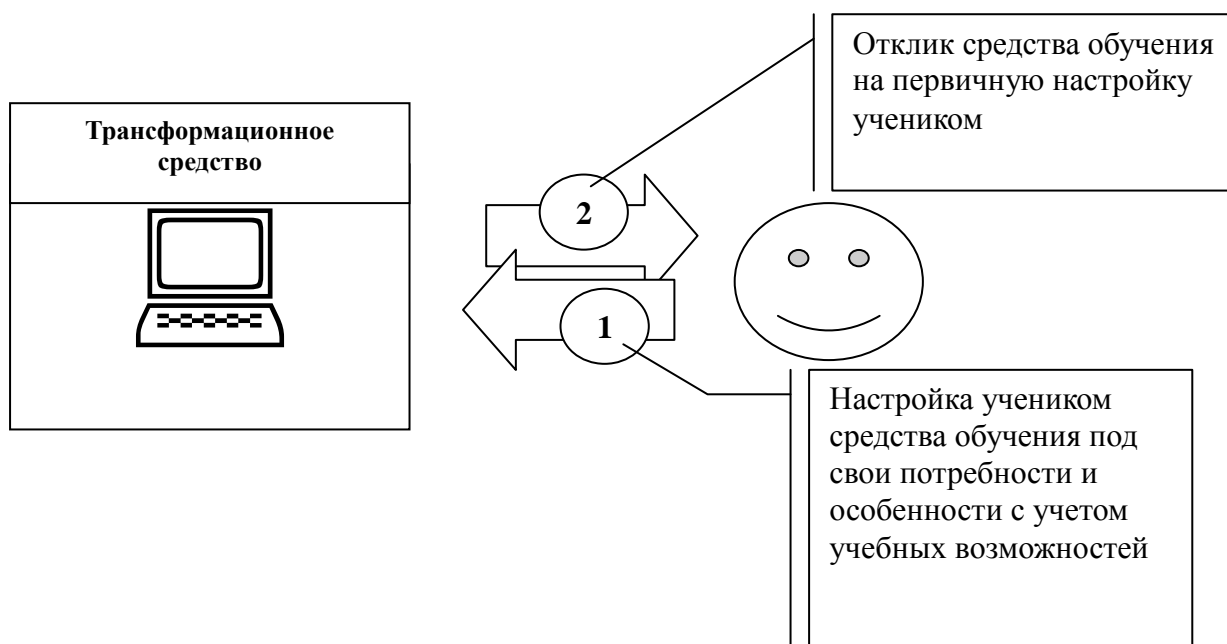 Отклик средства обучения
на первичную настройку
учеником
Трансформационное
средство
2
1
Настройка учеником
средства обучения под
свои потребности и
особенности с учетом
учебных возможностей